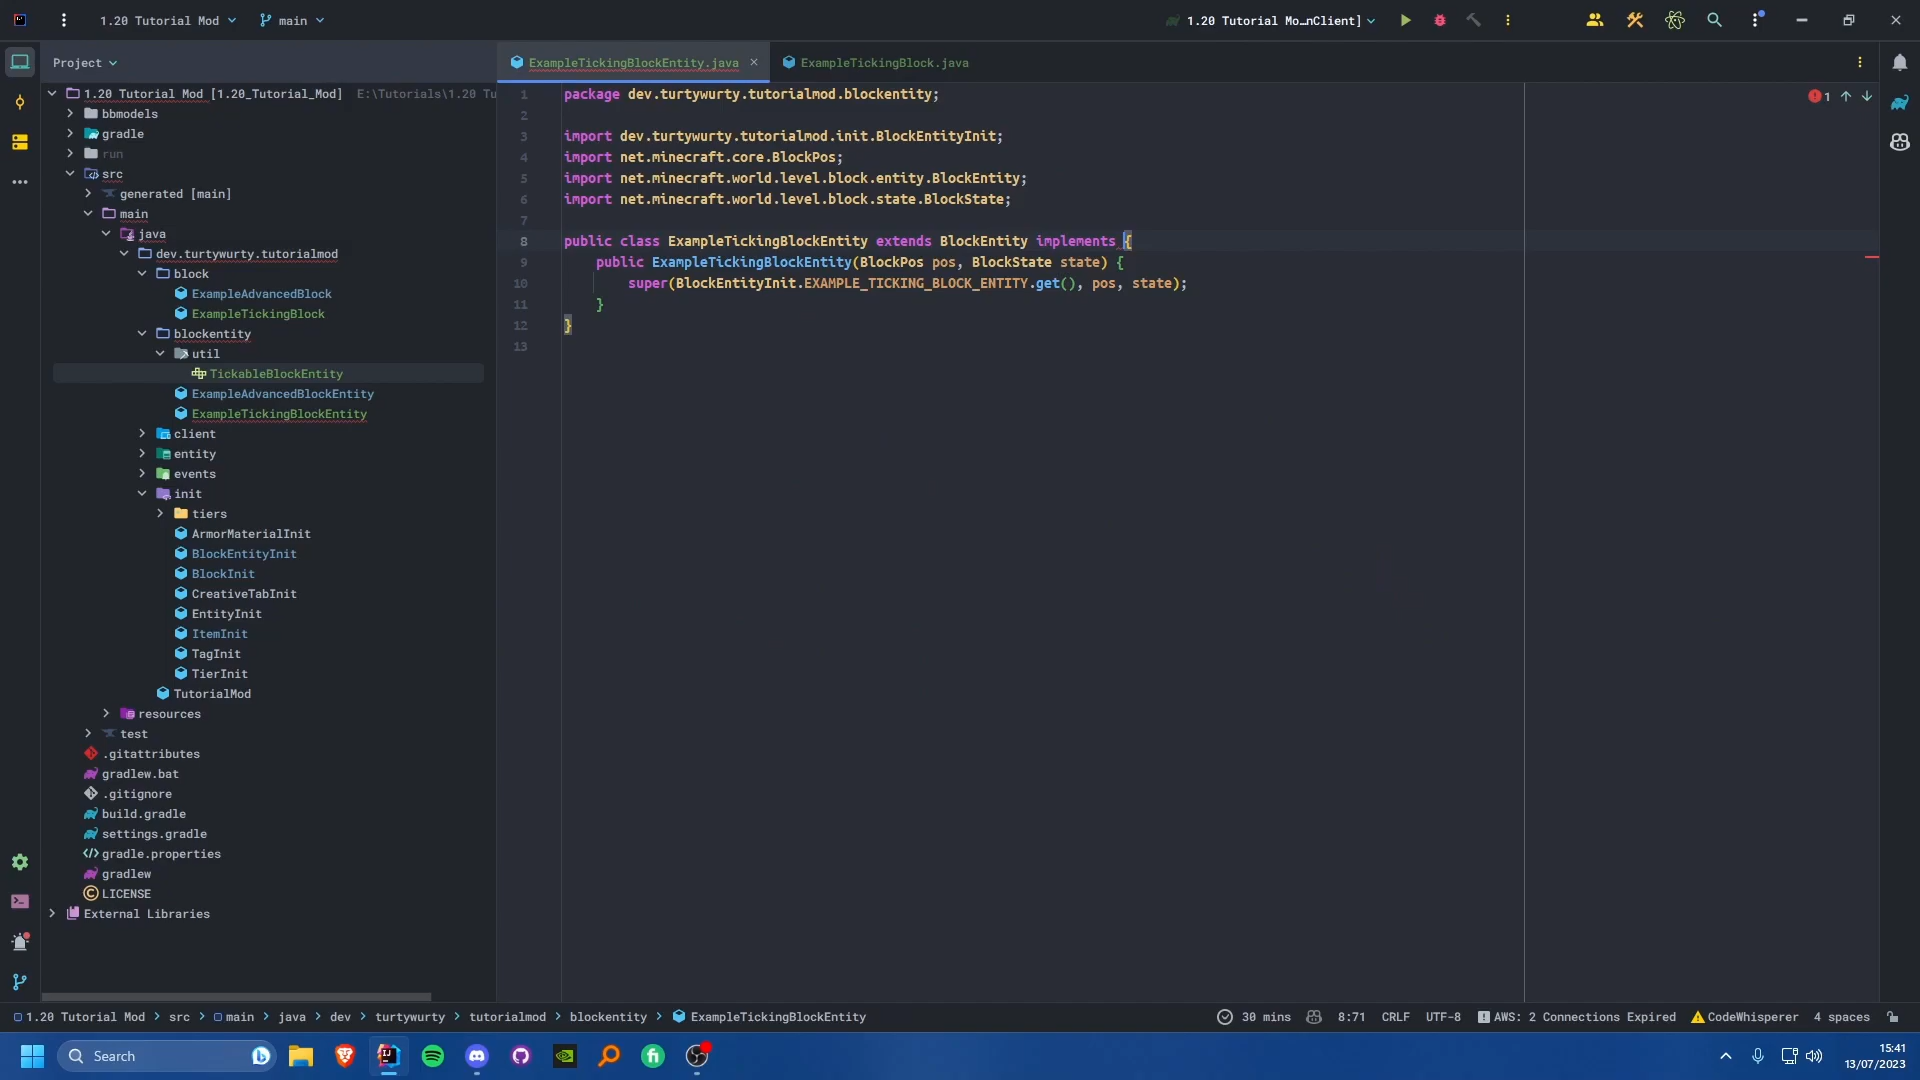 1.20 Tutorial Mod
main
1.20 Tutorial Mo…nClient]
Project
ExampleTickingBlockEntity.java
ExampleTickingBlock.java
1.20 Tutorial Mod [1.20_Tutorial_Mod] E:\Tutorials\1.20 Tu
bbmodels
gradle
run
src
generated [main]
main
java
dev.turtywurty.tutorialmod
block
ExampleAdvancedBlock
ExampleTickingBlock
blockentity
util
TickableBlockEntity
ExampleAdvancedBlockEntity
ExampleTickingBlockEntity
client
entity
events
init
tiers
ArmorMaterialInit
BlockEntityInit
BlockInit
CreativeTabInit
EntityInit
ItemInit
TagInit
TierInit
TutorialMod
resources
test
.gitattributes
gradlew.bat
.gitignore
build.gradle
settings.gradle
gradle.properties
gradlew
LICENSE
External Libraries
1 package dev.turtywurty.tutorialmod.blockentity;
2
3 import dev.turtywurty.tutorialmod.init.BlockEntityInit;
4 import net.minecraft.core.BlockPos;
5 import net.minecraft.world.level.block.entity.BlockEntity;
6 import net.minecraft.world.level.block.state.BlockState;
7
8 public class ExampleTickingBlockEntity extends BlockEntity implements {
9 public ExampleTickingBlockEntity(BlockPos pos, BlockState state) {
10 super(BlockEntityInit.EXAMPLE_TICKING_BLOCK_ENTITY.get(), pos, state);
11 }
12 }
13
1
1.20 Tutorial Mod > src > main > java > dev > turtywurty > tutorialmod > blockentity > ExampleTickingBlockEntity
30 mins 8:71 CRLF UTF-8 AWS: 2 Connections Expired CodeWhisperer 4 spaces
Search
15:41
13/07/2023